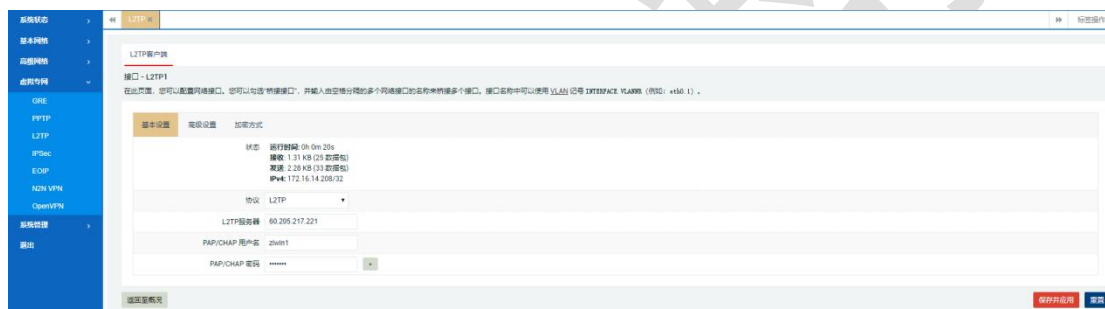 系统状态
基本网络
高级网络
虚拟专网
GRE
PPTP
L2TP
IPSec
EOIP
N2N VPN
OpenVPN
系统管理
退出
L2TP
标签操作
L2TP客户端
接口 - L2TP1
在此页面，您可以配置网络接口。您可以勾选“桥接接口”，并输入由空格分隔的多个网络接口的名称来桥接多个接口。接口名称中可以使用 VLAN 记号 INTERFACE VLANNR（例如：eth0.1）。
基本设置 高级设置 加密方式
状态 运行时间: 0h 0m 20s
接收: 1.31 KB (25 数据包)
发送: 2.28 KB (33 数据包)
IPv4: 172.16.14.208/32
协议 L2TP
L2TP服务器 60.205.217.221
PAP/CHAP 用户名 zlwin1
PAP/CHAP 密码 •••••••
返回至概况 保存并应用 重置